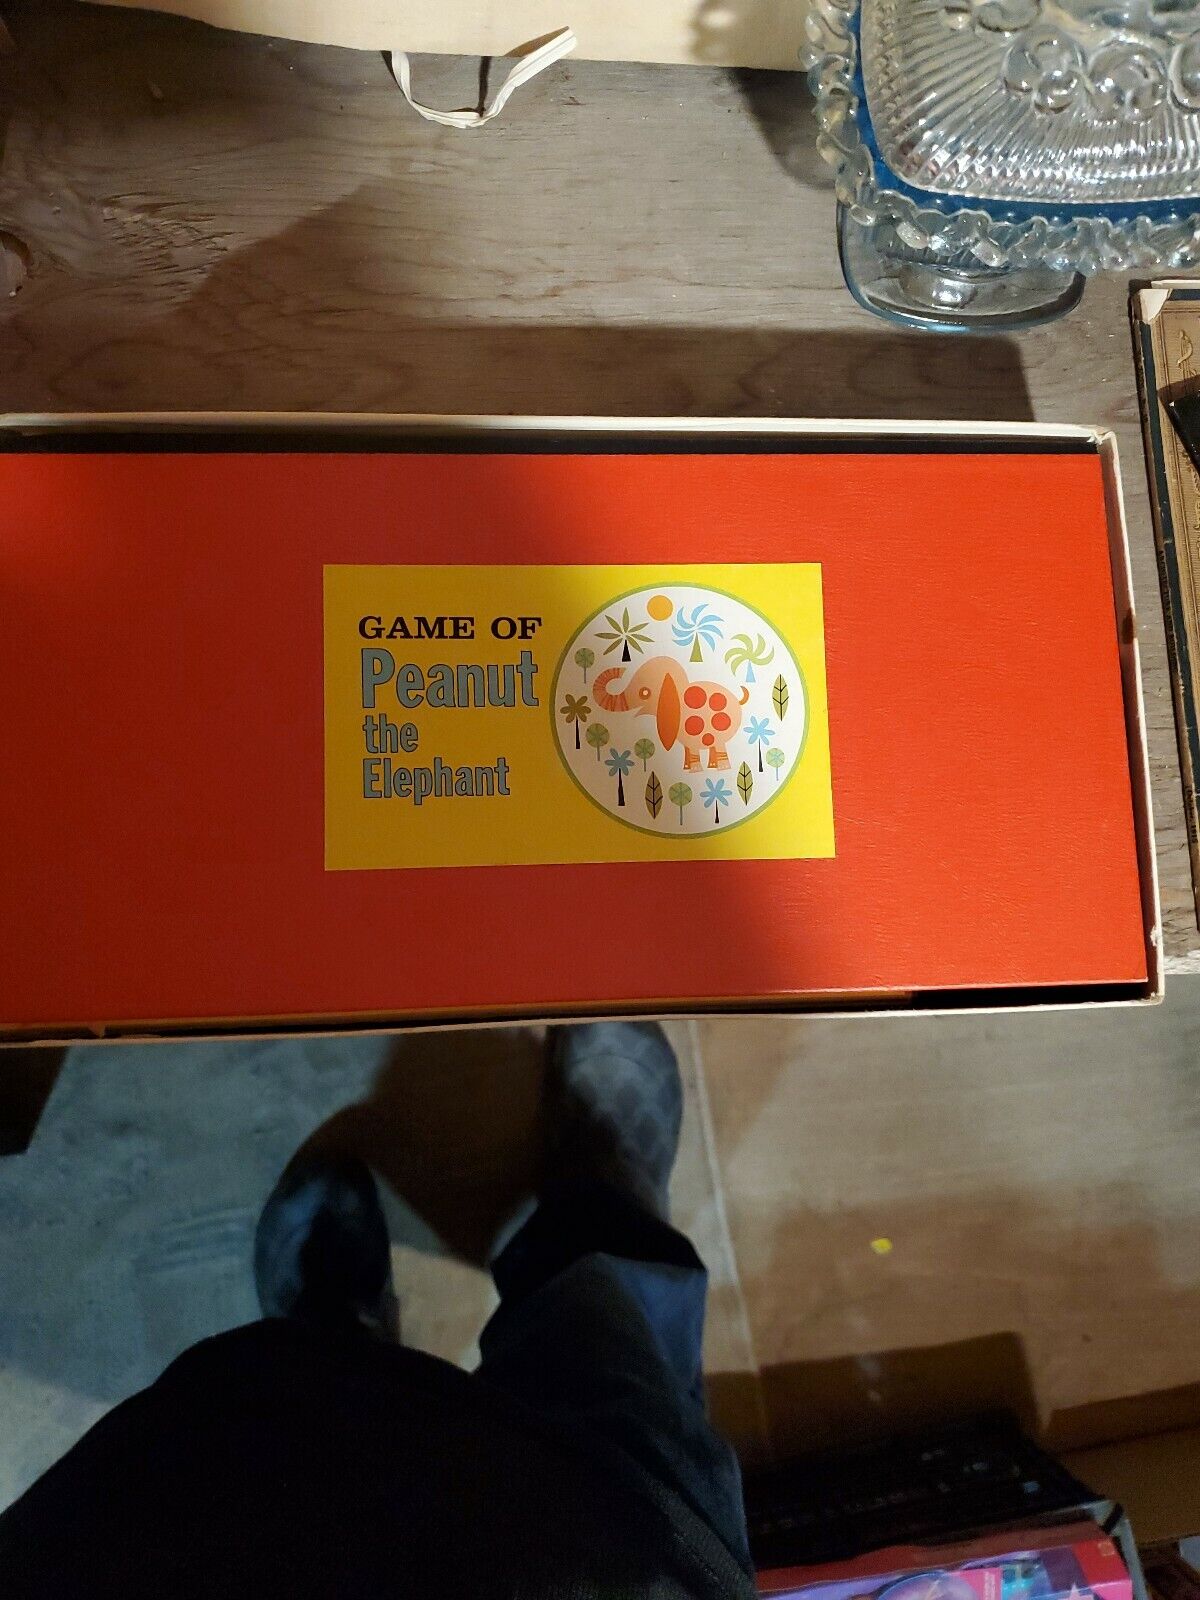 GAME OF
Peanut
the
Elephant